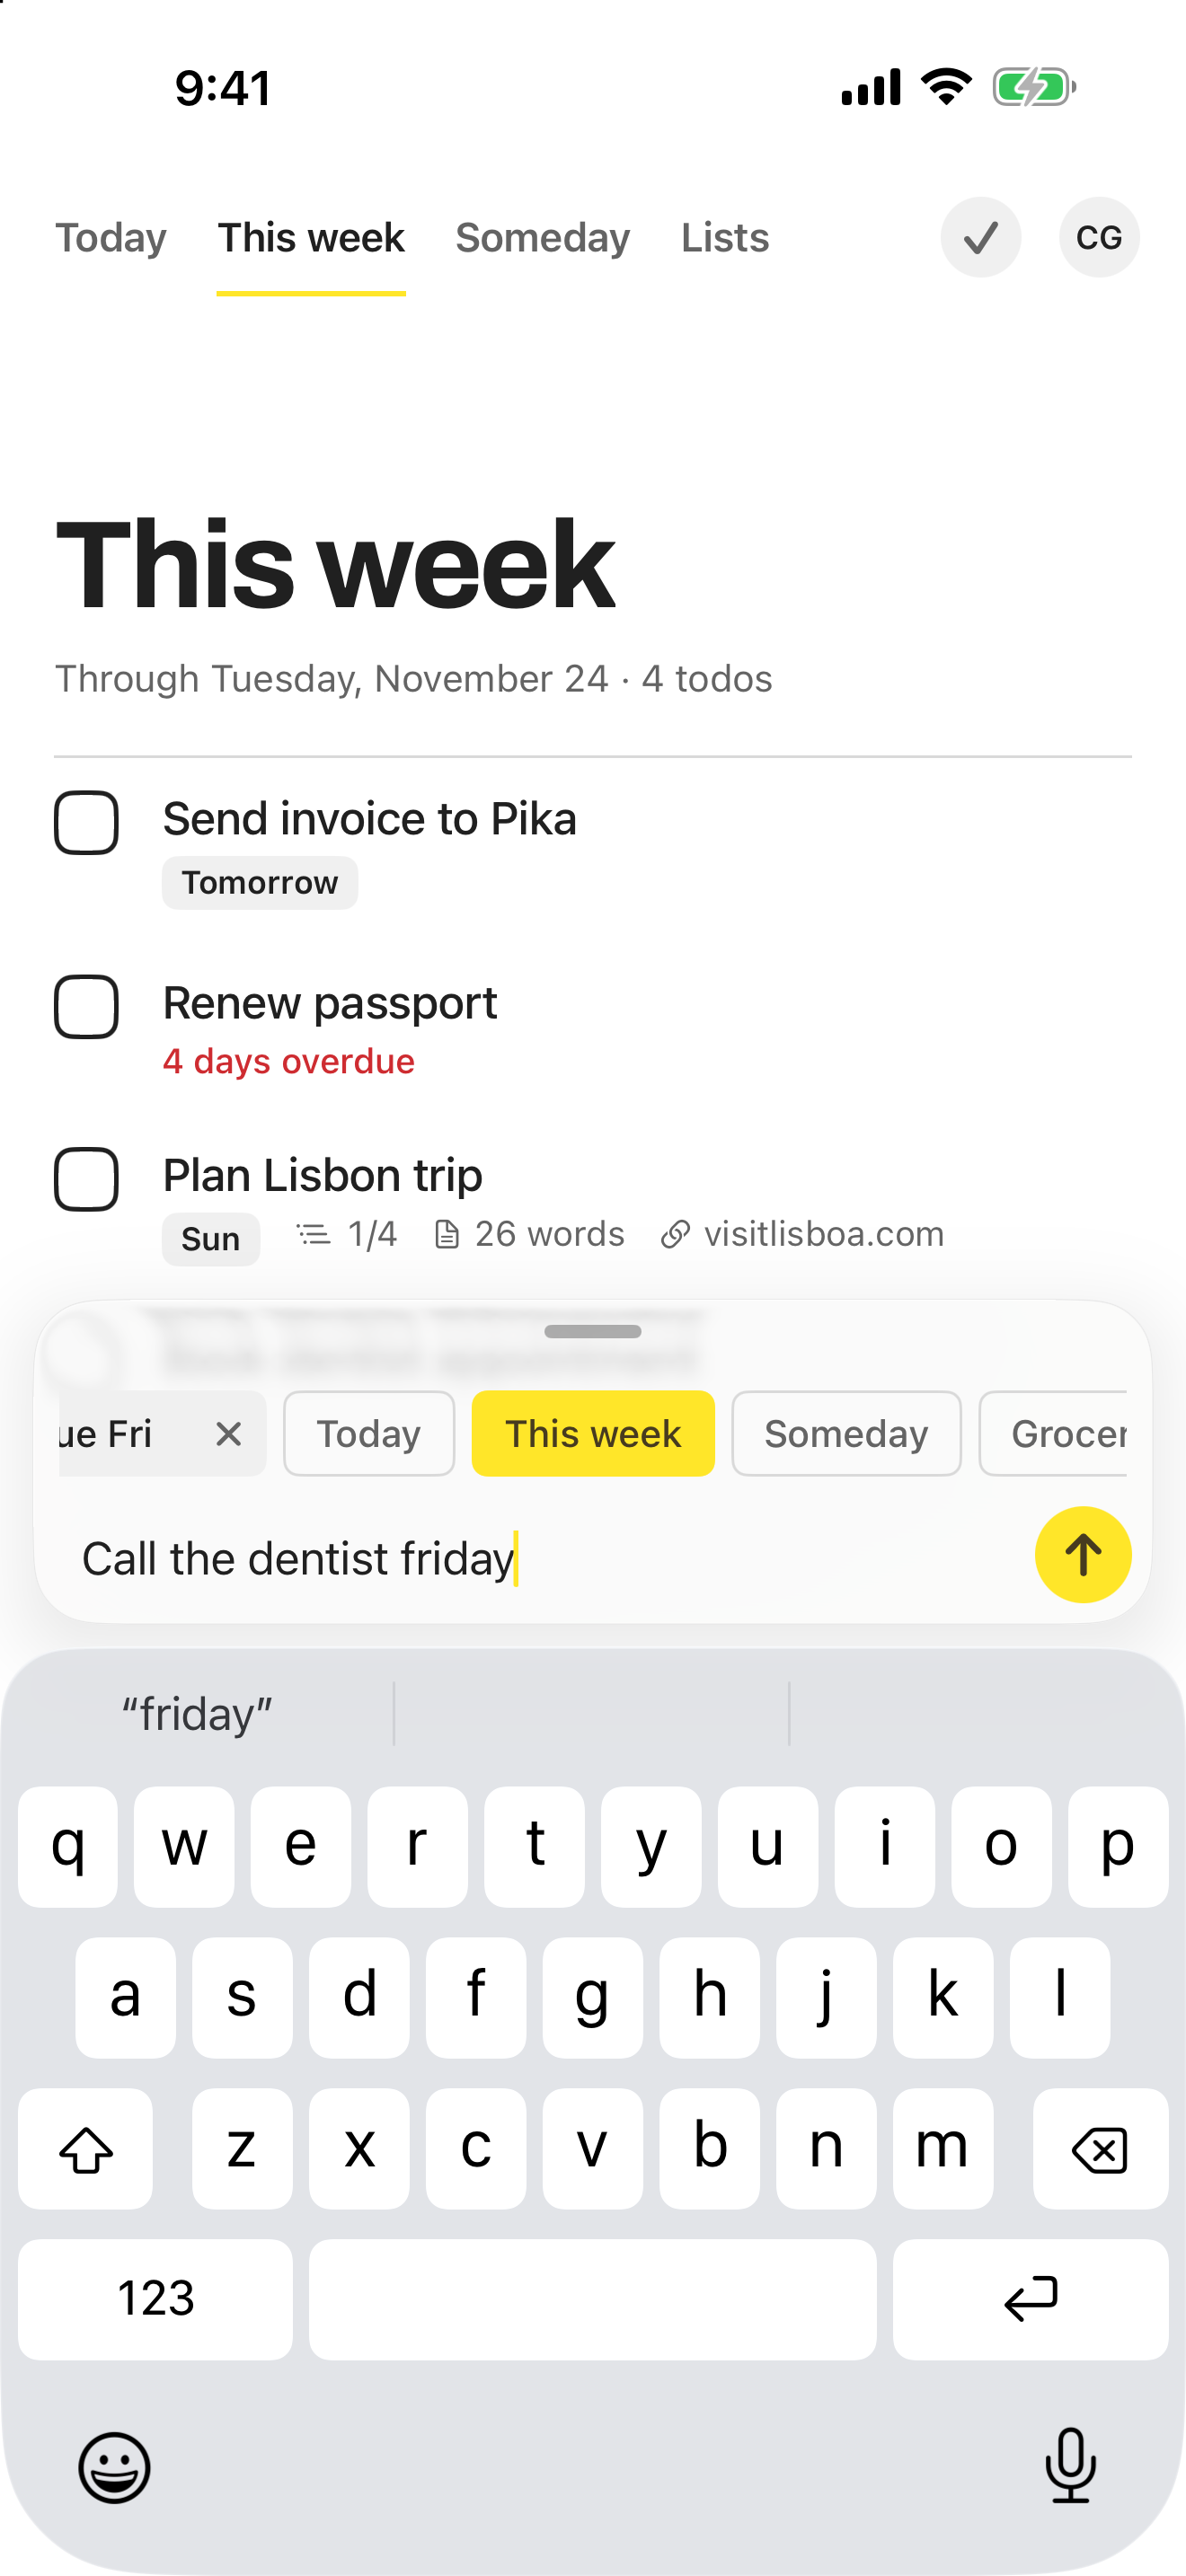 9:41
Today This week Someday Lists CG
This week
Through Tuesday, November 24 · 4 todos
Send invoice to Pika
Tomorrow
Renew passport
4 days overdue
Plan Lisbon trip
Sun 1/4 26 words visitlisboa.com
ue Fri Today This week Someday Grocer
Call the dentist friday
“friday”
q w e r t y u i o p
a s d f g h j k l
z x c v b n m
123